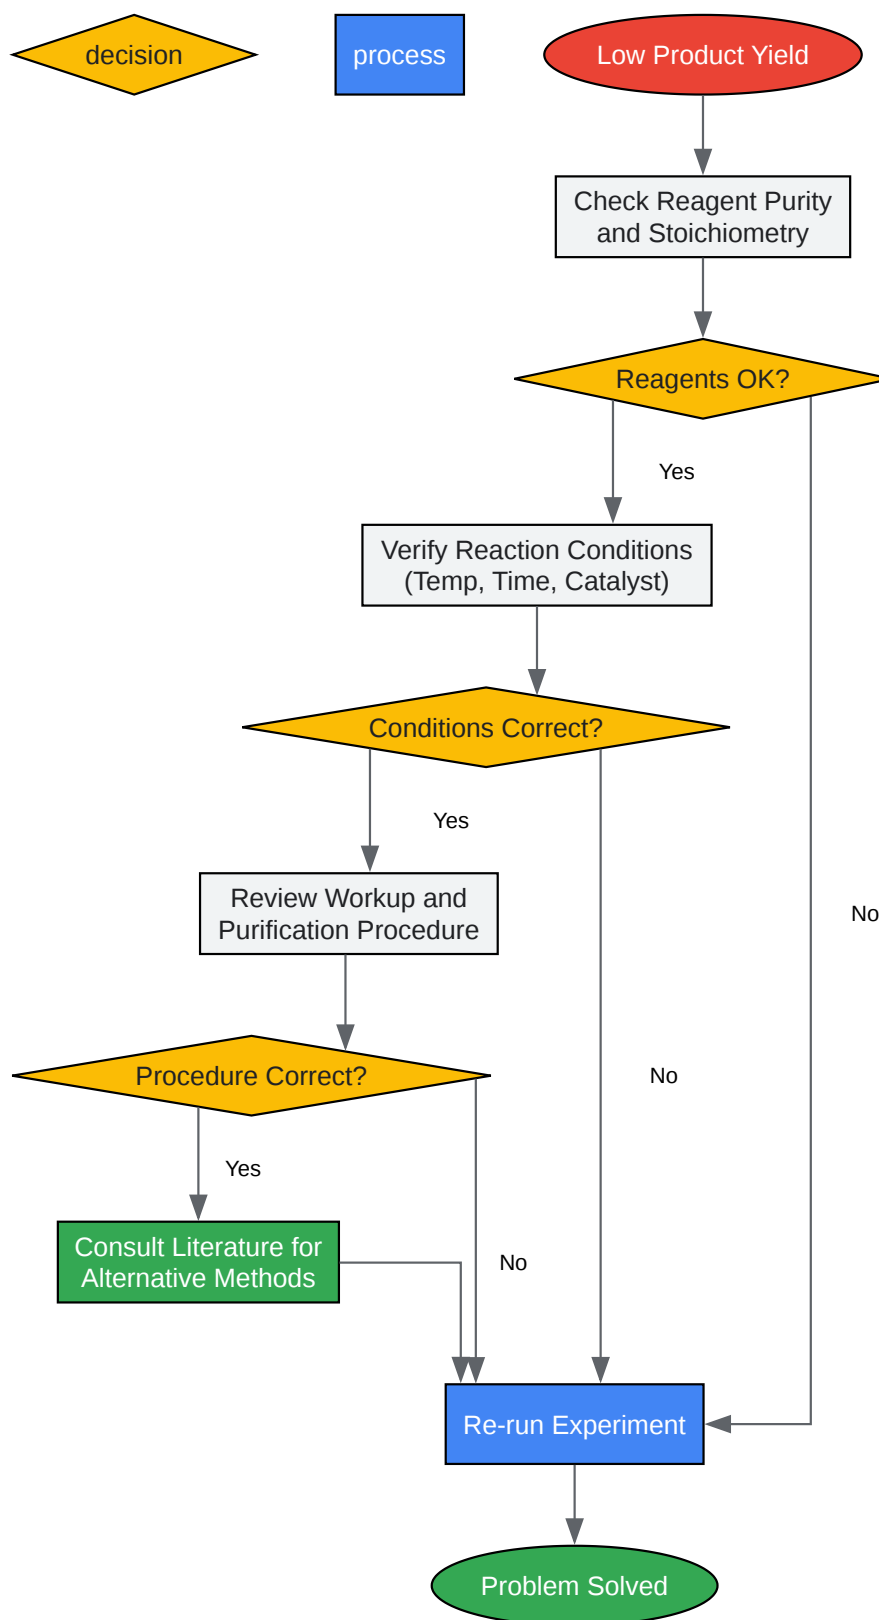 decision
process
Low Product Yield
Check Reagent Purity
and Stoichiometry
Reagents OK?
Yes
Verify Reaction Conditions
(Temp, Time, Catalyst)
Conditions Correct?
Yes
Review Workup and
Purification Procedure
No
Procedure Correct?
No
Yes
Consult Literature for
Alternative Methods
No
Re-run Experiment
Problem Solved